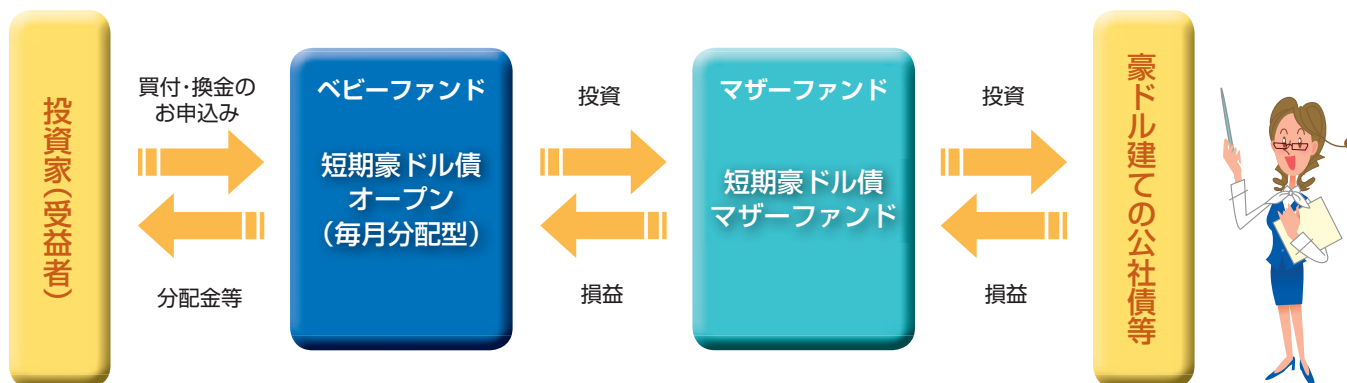 投資家(受益者)
買付・換金の
お申込み
分配金等
ベビーファンド
短期豪ドル債
オープン
(毎月分配型)
投資
損益
マザーファンド
短期豪ドル債
マザーファンド
投資
損益
豪ドル建ての公社債等